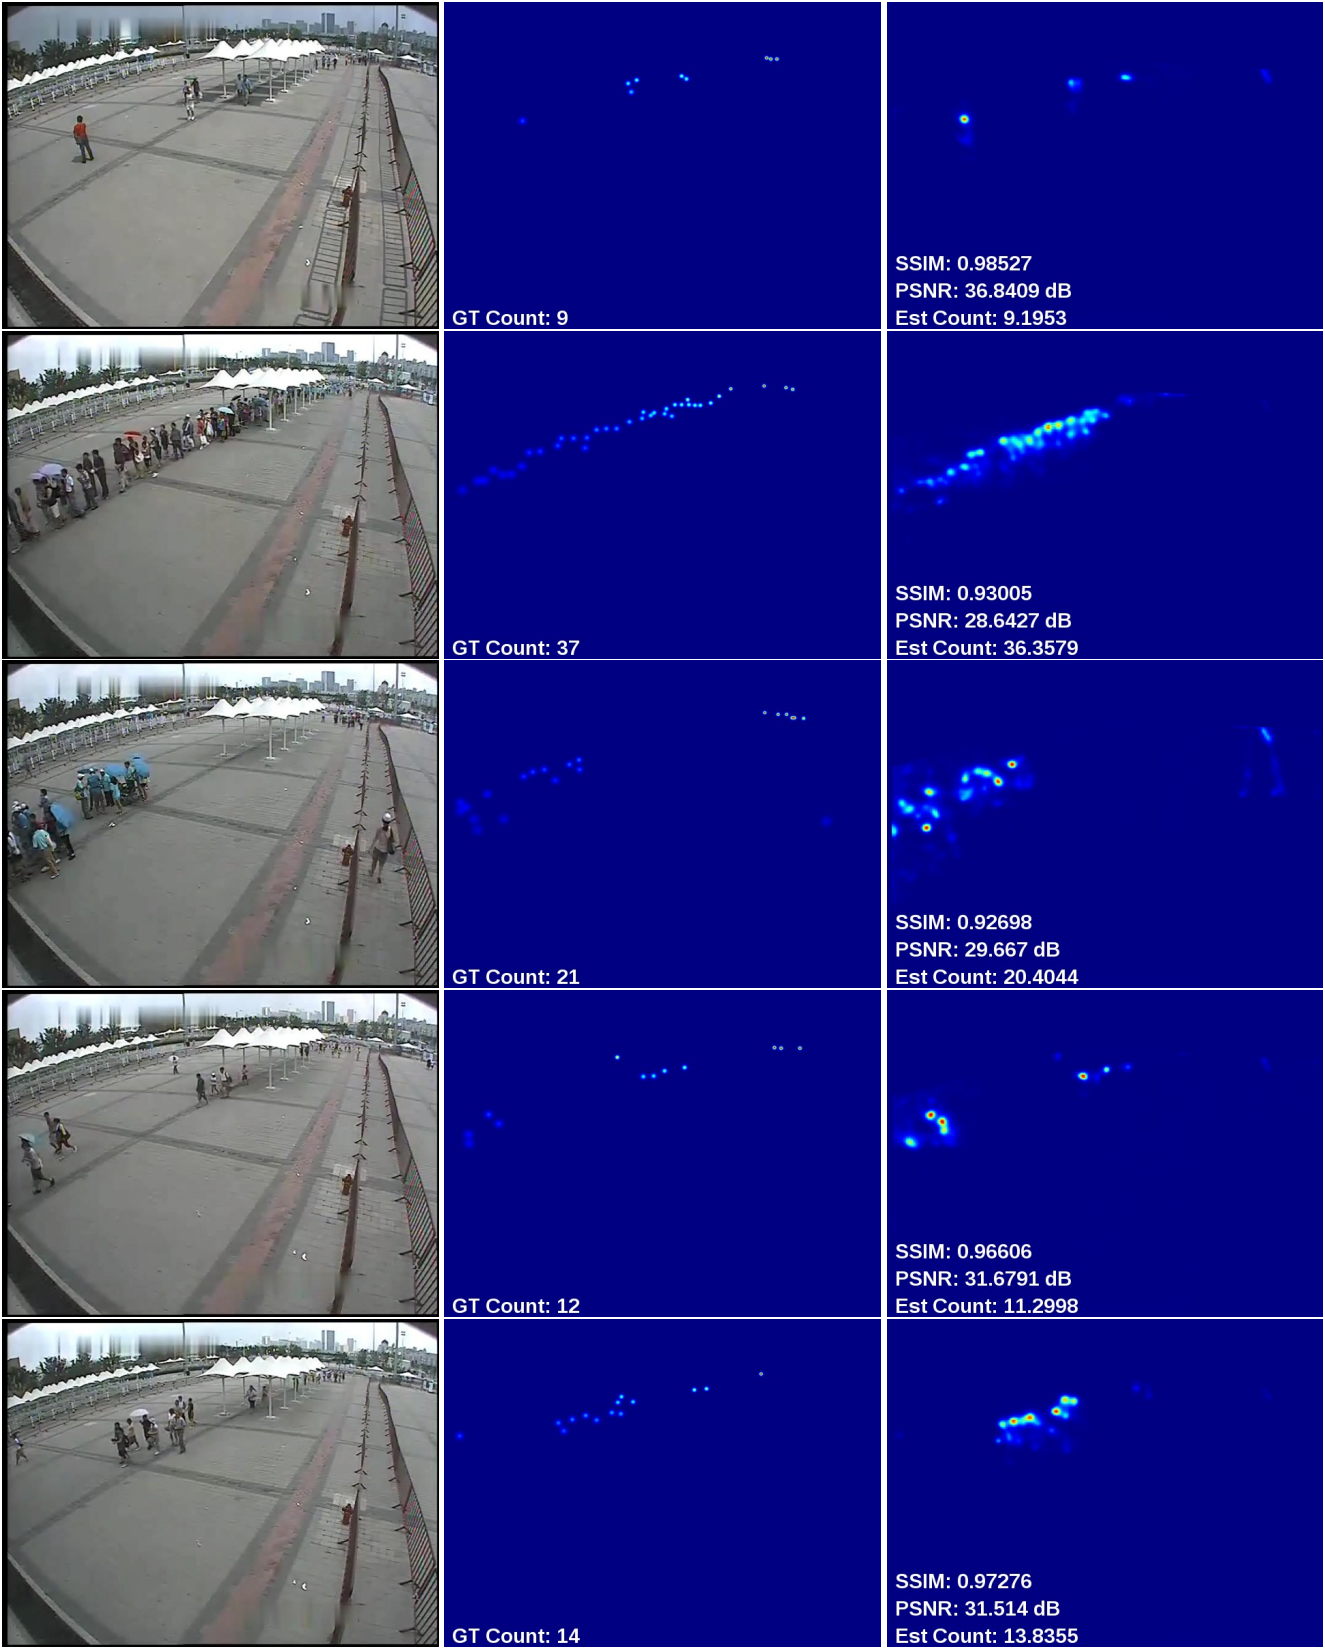 GT Count: 9
SSIM: 0.98527
PSNR: 36.8409 dB
Est Count: 9.1953
GT Count: 37
SSIM: 0.93005
PSNR: 28.6427 dB
Est Count: 36.3579
GT Count: 21
SSIM: 0.92698
PSNR: 29.667 dB
Est Count: 20.4044
GT Count: 12
SSIM: 0.96606
PSNR: 31.6791 dB
Est Count: 11.2998
GT Count: 14
SSIM: 0.97276
PSNR: 31.514 dB
Est Count: 13.8355